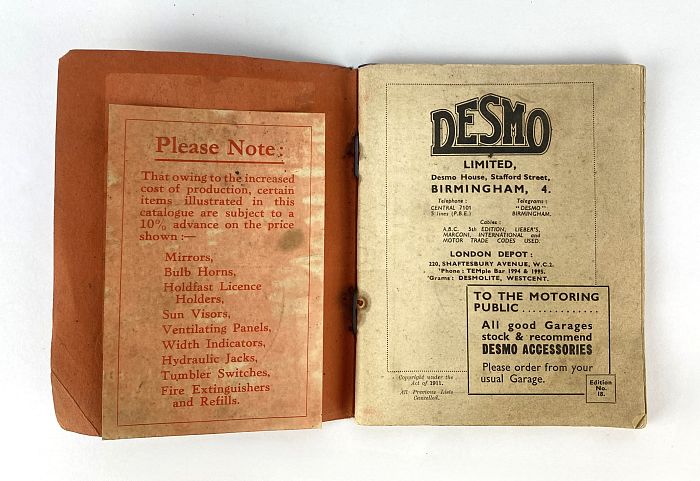 Please Note:
That owing to the increased
cost of production, certain
items illustrated in this
catalogue are subject to a
10% advance on the price
shown :—
Mirrors,
Bulb Horns,
Holdfast Licence
Holders,
Sun Visors,
Ventilating Panels,
Width Indicators,
Hydraulic Jacks,
Tumbler Switches,
Fire Extinguishers
and Refills.
DESMO
LIMITED,
Desmo House, Stafford Street,
BIRMINGHAM, 4.
Telephone : Telegrams :
CENTRAL 7101 "DESMO"
5 lines (P.B.E.) BIRMINGHAM.
Cables :
A.B.C. 5th EDITION, LIEBER'S,
MARCONI, INTERNATIONAL and
MOTOR TRADE CODES USED.
LONDON DEPOT :
220, SHAFTESBURY AVENUE, W.C.2.
'Phone : TEMple Bar 1994 & 1995.
'Grams : DESMOLITE, WESTCENT.
TO THE MOTORING
PUBLIC ..............
All good Garages
stock & recommend
DESMO ACCESSORIES
Please order from your
usual Garage.
Copyright under the
Act of 1911.
All Previous Lists
Cancelled.
Edition
No.
18.